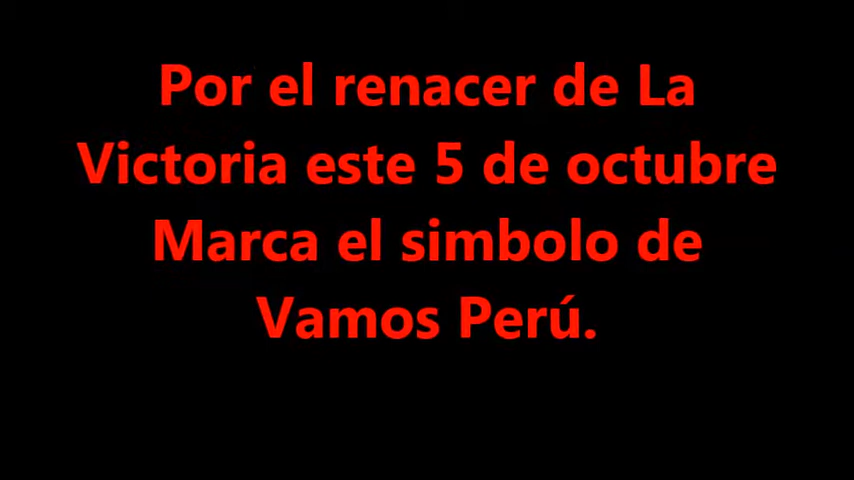 Por el renacer de La
Victoria este 5 de octubre
Marca el simbolo de
Vamos Perú.